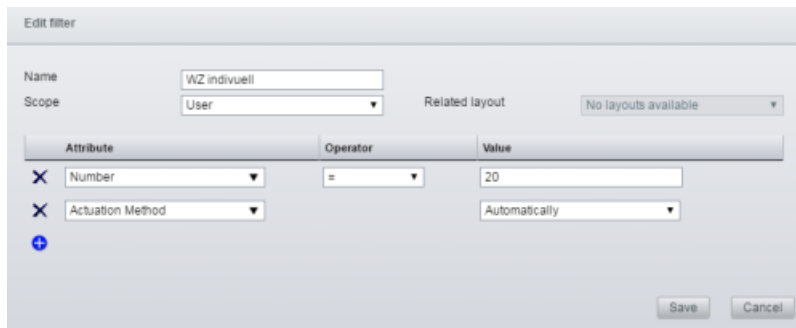 Edit filter
Name WZ indivuell
Scope User Related layout No layouts available
Attribute Operator Value
Number = 20
Actuation Method Automatically
Save Cancel